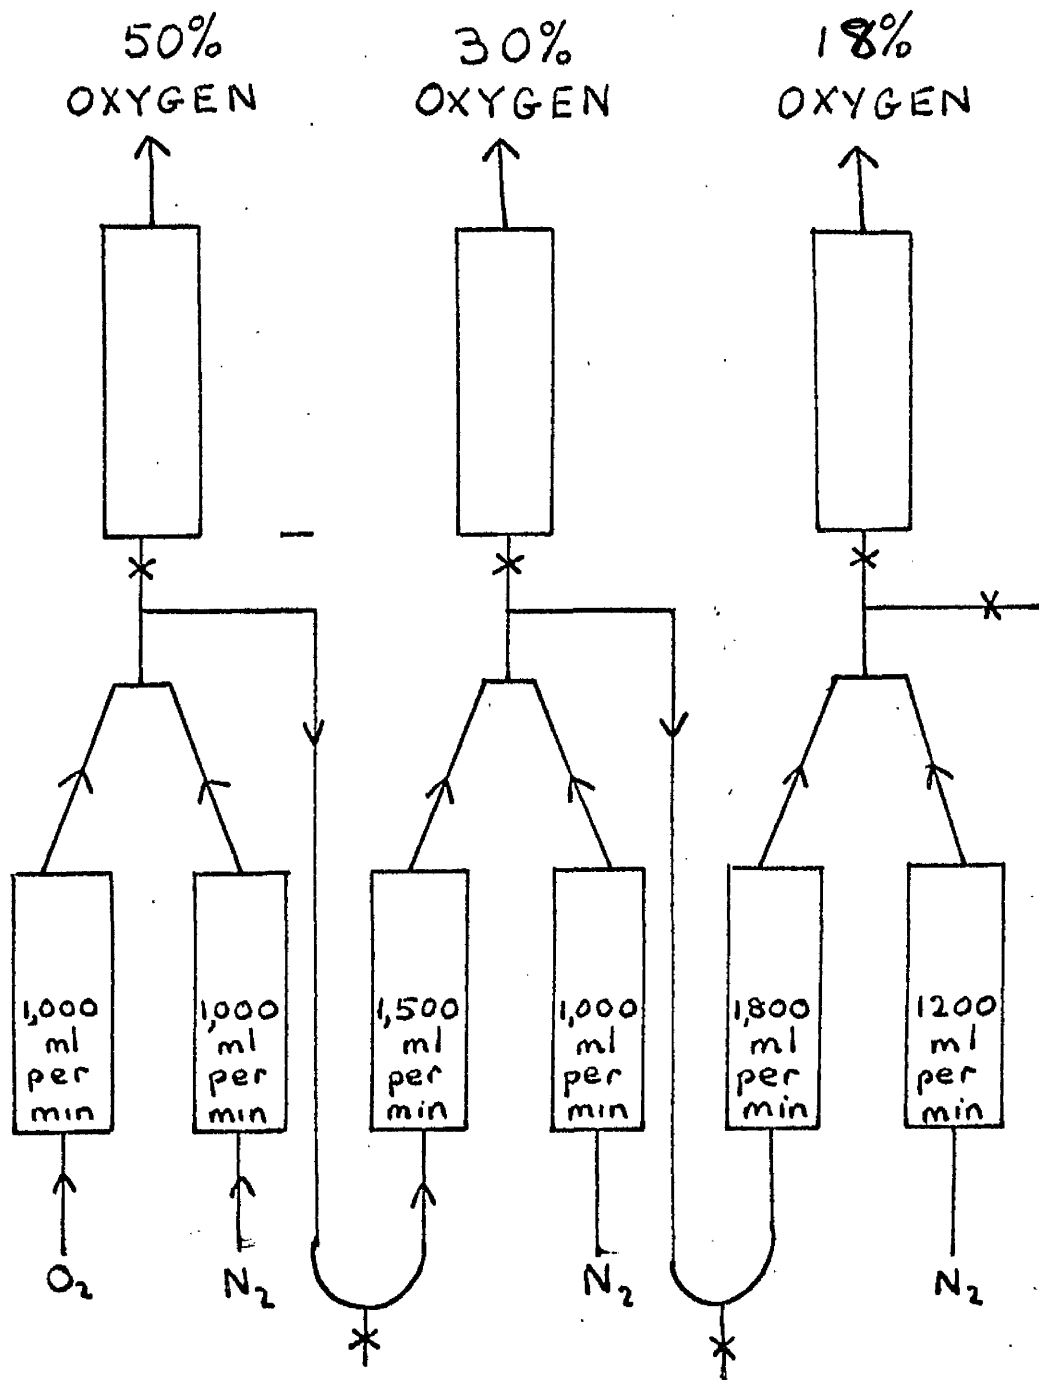 50%
OXYGEN
30%
OXYGEN
18%
OXYGEN
1,000
ml
per
min
1,000
ml
per
min
1,500
ml
per
min
1,000
ml
per
min
1,800
ml
per
min
1200
ml
per
min
O₂
N₂
N₂
N₂